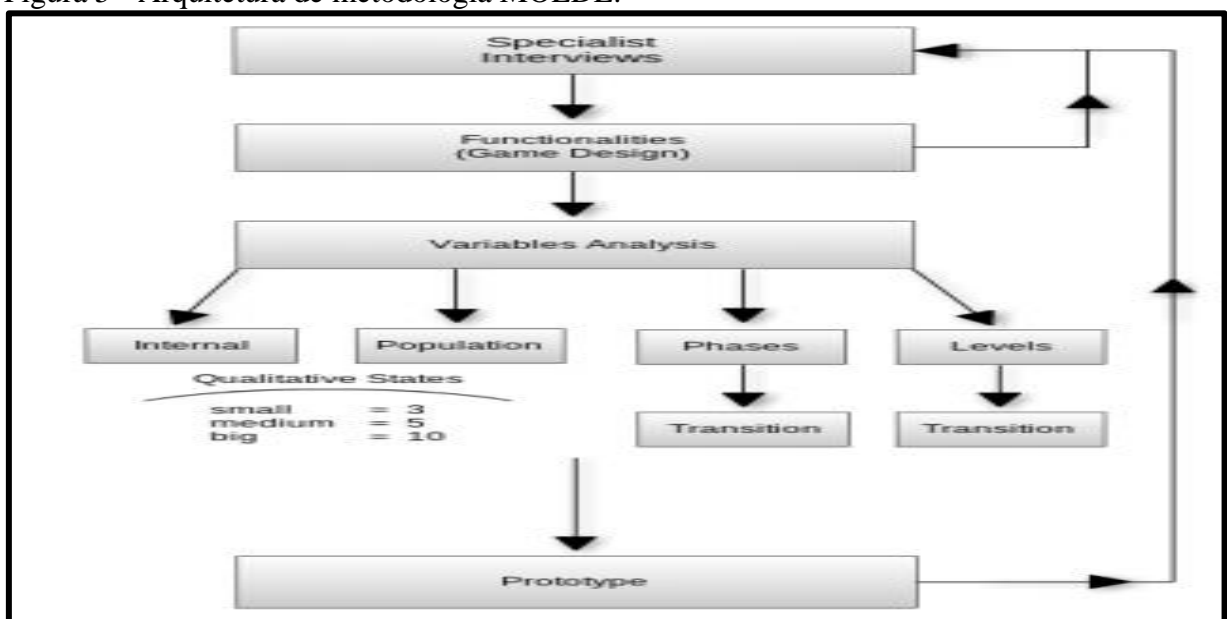 Figura 3 - Arquitetura de metodologia MOLDE.
Specialist
Interviews
Functionalities
(Game Design)
Variables Analysis
Internal
Population
Phases
Levels
Qualitative States
small = 3
medium = 5
big = 10
Transition
Transition
Prototype